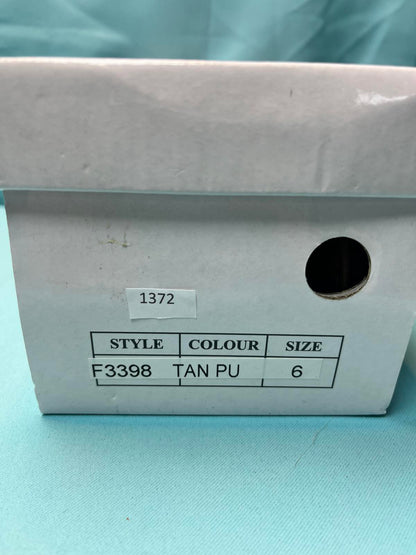 1372
STYLE COLOUR SIZE
F3398 TAN PU 6